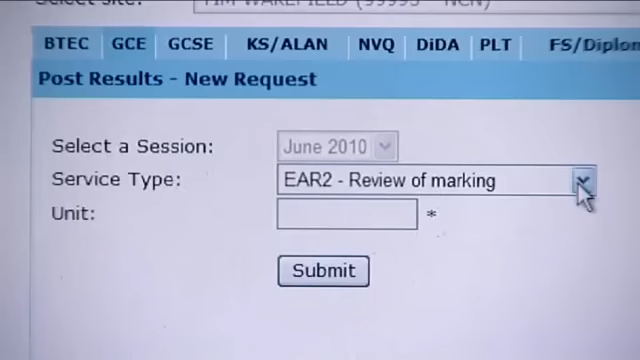 BTEC GCE GCSE KS/ALAN NVQ DiDA PLT
Post Results - New Request
Select a Session: June 2010
Service Type: EAR2 - Review of marking
Unit: *
Submit